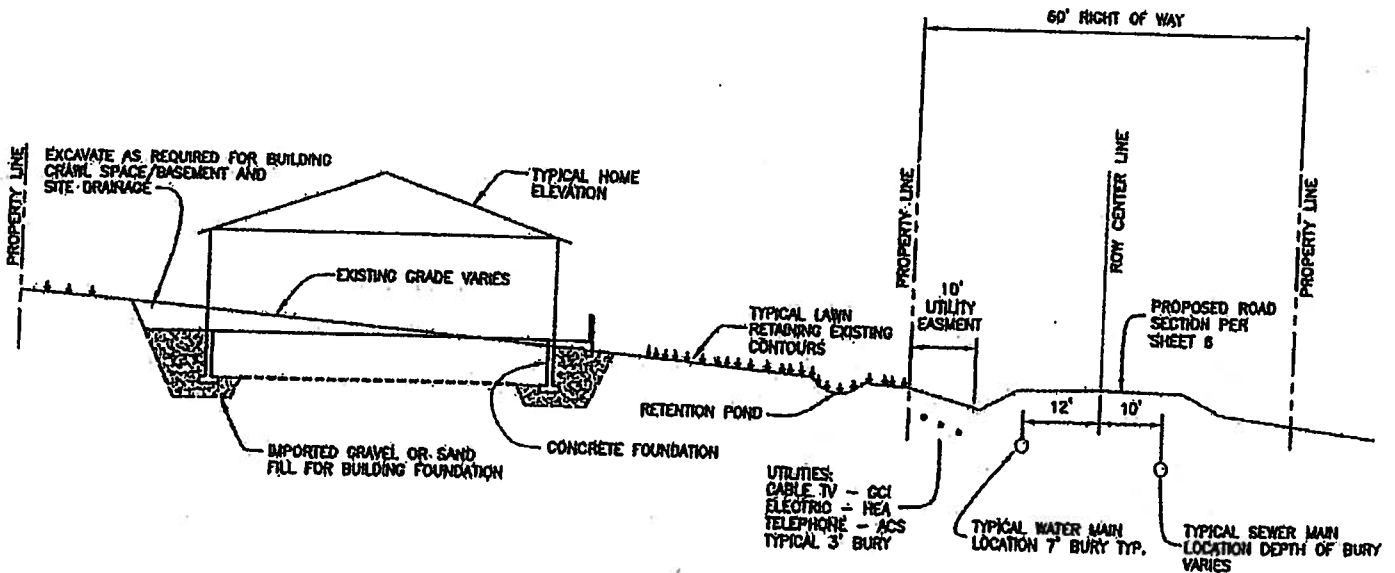 60' RIGHT OF WAY
PROPERTY LINE
EXCAVATE AS REQUIRED FOR BUILDING
CRAWL SPACE/BASEMENT AND
SITE DRAINAGE
TYPICAL HOME
ELEVATION
EXISTING GRADE VARIES
PROPERTY LINE
ROW CENTER LINE
PROPERTY LINE
10'
UTILITY
EASMENT
TYPICAL LAWN
RETAINING EXISTING
CONTOURS
PROPOSED ROAD
SECTION PER
SHEET 6
12'
10'
RETENTION POND
IMPORTED GRAVEL OR SAND
FILL FOR BUILDING FOUNDATION
CONCRETE FOUNDATION
UTILITIES:
CABLE TV - GCI
ELECTRIC - HEA
TELEPHONE - ACS
TYPICAL 3' BURY
TYPICAL WATER MAIN
LOCATION 7' BURY TYP.
TYPICAL SEWER MAIN
LOCATION DEPTH OF BURY
VARIES